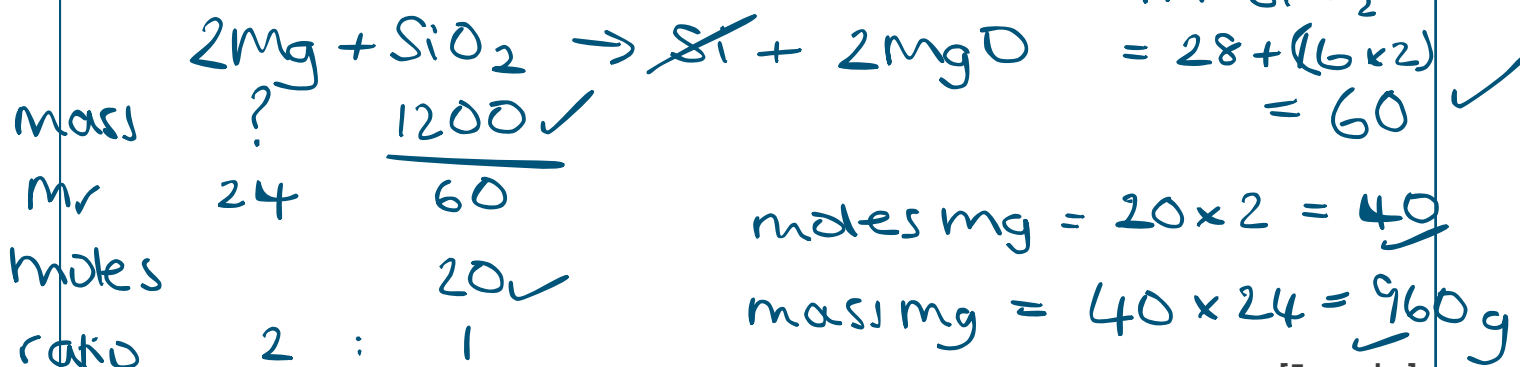 2Mg + SiO₂ → Si + 2MgO
= 28 + (16 x 2)
= 60 ✓
mass ? 1200 ✓
Mr 24 60
moles 20 ✓
ratio 2 : 1
moles mg = 20 x 2 = 40
mass mg = 40 x 24 = 960 g